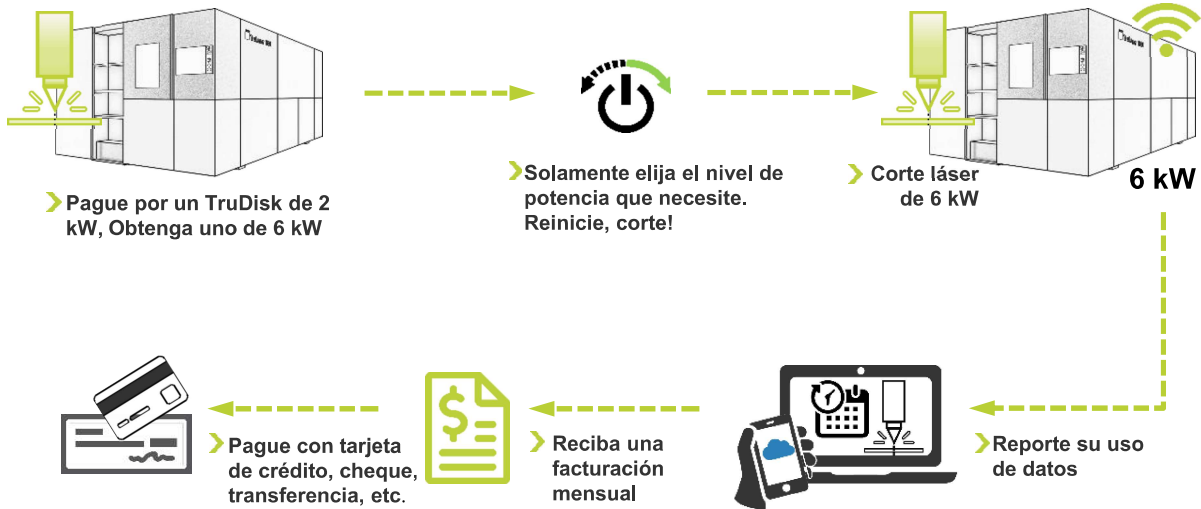 Pague por un TruDisk de 2
kW, Obtenga uno de 6 kW
Solamente elija el nivel de
potencia que necesite.
Reinicie, corte!
Corte láser
de 6 kW
6 kW
Reporte su uso
de datos
$
Reciba una
facturación
mensual
Pague con tarjeta
de crédito, cheque,
transferencia, etc.